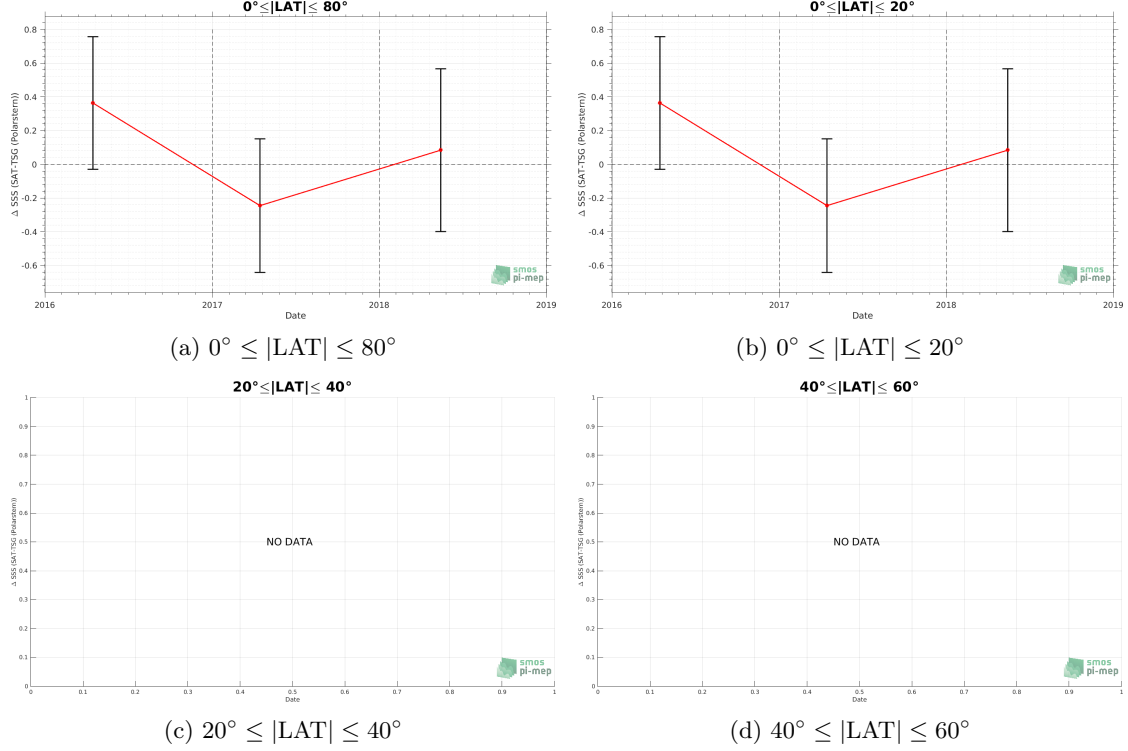 0°≤|LAT|≤ 80°
Δ SSS (SAT-TSG (Polarstern))
0.8
0.6
0.4
0.2
0
-0.2
-0.4
-0.6
2016
2017
2018
2019
Date
smos
pi-mep
(a) 0° ≤ |LAT| ≤ 80°
0°≤|LAT|≤ 20°
Δ SSS (SAT-TSG (Polarstern))
0.8
0.6
0.4
0.2
0
-0.2
-0.4
-0.6
2016
2017
2018
2019
Date
smos
pi-mep
(b) 0° ≤ |LAT| ≤ 20°
20°≤|LAT|≤ 40°
Δ SSS (SAT-TSG (Polarstern))
1
0.9
0.8
0.7
0.6
0.5
0.4
0.3
0.2
0.1
0
NO DATA
0 0.1 0.2 0.3 0.4 0.5 0.6 0.7 0.8 0.9 1
Date
smos
pi-mep
(c) 20° ≤ |LAT| ≤ 40°
40°≤|LAT|≤ 60°
Δ SSS (SAT-TSG (Polarstern))
1
0.9
0.8
0.7
0.6
0.5
0.4
0.3
0.2
0.1
0
NO DATA
0 0.1 0.2 0.3 0.4 0.5 0.6 0.7 0.8 0.9 1
Date
smos
pi-mep
(d) 40° ≤ |LAT| ≤ 60°